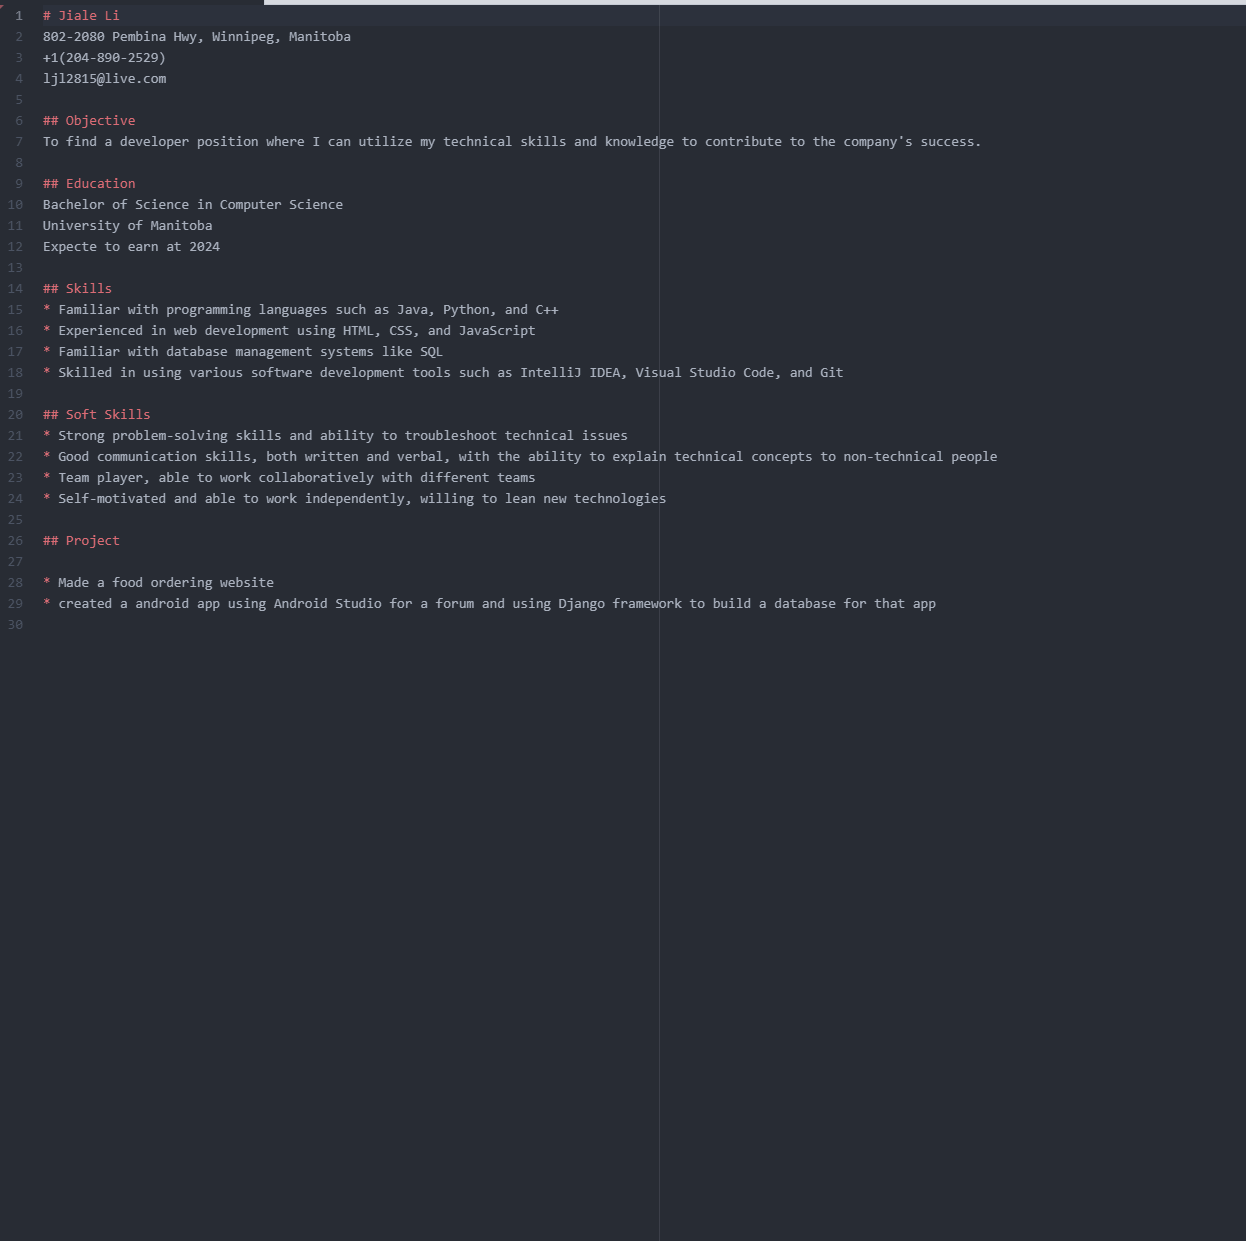 1 # Jiale Li
2 802-2080 Pembina Hwy, Winnipeg, Manitoba
3 +1(204-890-2529)
4 ljl2815@live.com
5
6 ## Objective
7 To find a developer position where I can utilize my technical skills and knowledge to contribute to the company's success.
8
9 ## Education
10 Bachelor of Science in Computer Science
11 University of Manitoba
12 Expecte to earn at 2024
13
14 ## Skills
15 * Familiar with programming languages such as Java, Python, and C++
16 * Experienced in web development using HTML, CSS, and JavaScript
17 * Familiar with database management systems like SQL
18 * Skilled in using various software development tools such as IntelliJ IDEA, Visual Studio Code, and Git
19
20 ## Soft Skills
21 * Strong problem-solving skills and ability to troubleshoot technical issues
22 * Good communication skills, both written and verbal, with the ability to explain technical concepts to non-technical people
23 * Team player, able to work collaboratively with different teams
24 * Self-motivated and able to work independently, willing to lean new technologies
25
26 ## Project
27
28 * Made a food ordering website
29 * created a android app using Android Studio for a forum and using Django framework to build a database for that app
30